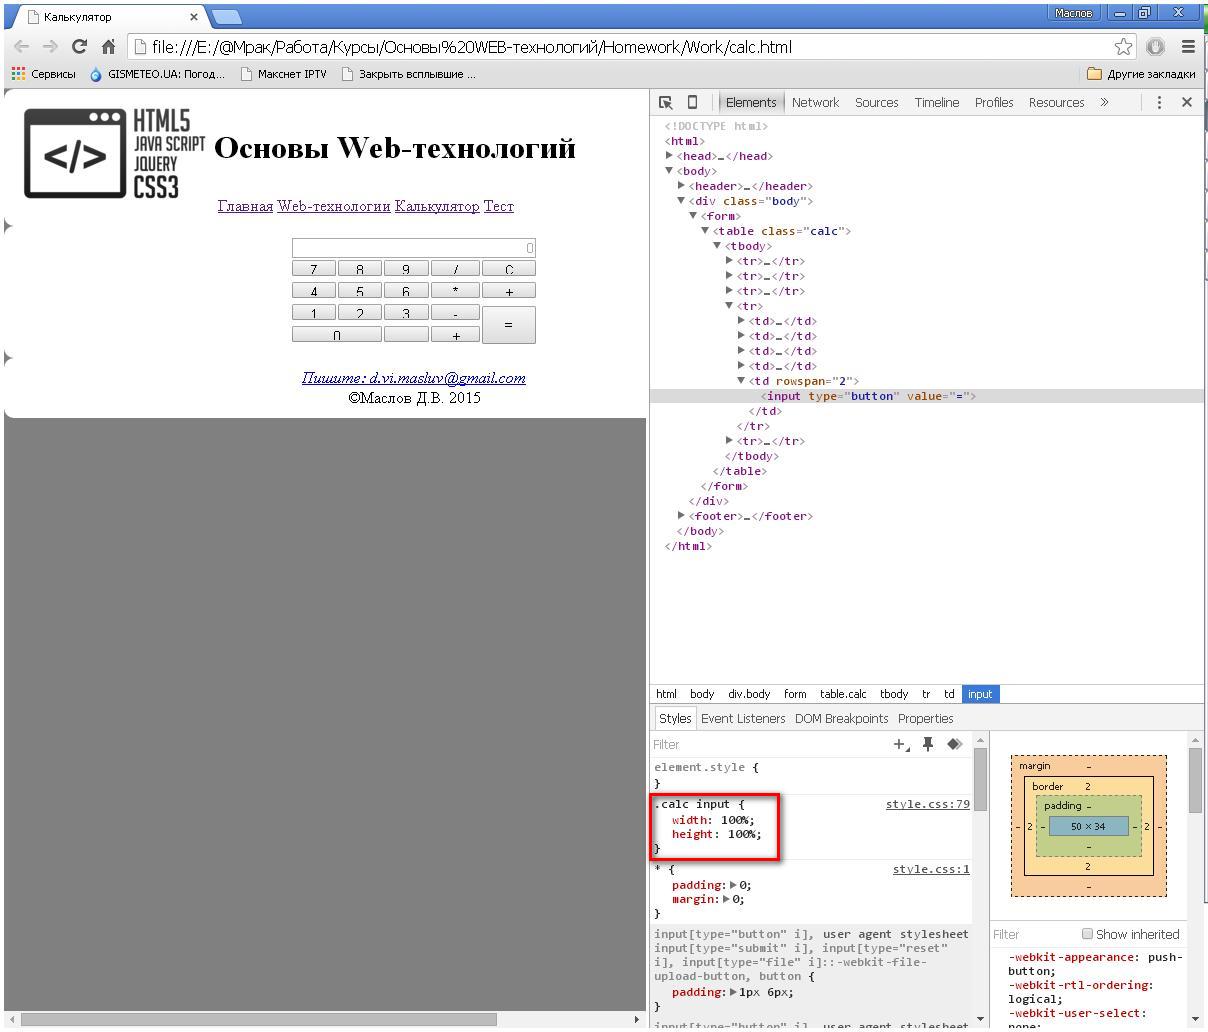 Калькулятор
Маслов
file:///E:/@Мрак/Работа/Курсы/Основы%20WEB-технологий/Homework/Work/calc.html
Сервисы GISMETEO.UA: Погод... Макснет IPTV Закрыть всплывшие ... Другие закладки
HTML5
JAVA SCRIPT
JQUERY
CSS3
</>
Основы Web-технологий
Главная Web-технологии Калькулятор Тест
0
7 8 9 / C
4 5 6 * +
1 2 3 - =
0 +
Пишите: d.vi.masluv@gmail.com
©Маслов Д.В. 2015
Elements Network Sources Timeline Profiles Resources »
<!DOCTYPE html>
<html>
<head>…</head>
<body>
<header>…</header>
<div class="body">
<form>
<table class="calc">
<tbody>
<tr>…</tr>
<tr>…</tr>
<tr>…</tr>
<tr>
<td>…</td>
<td>…</td>
<td>…</td>
<td>…</td>
<td rowspan="2">
<input type="button" value="=">
</td>
</tr>
<tr>…</tr>
</tbody>
</table>
</form>
</div>
<footer>…</footer>
</body>
</html>
html body div.body form table.calc tbody tr td input
Styles Event Listeners DOM Breakpoints Properties
Filter
element.style {
}
.calc input { style.css:79
width: 100%;
height: 100%;
}
* { style.css:1
padding: 0;
margin: 0;
}
input[type="button" i], user agent stylesheet
input[type="submit" i], input[type="reset"
i], input[type="file" i]::-webkit-file-
upload-button, button {
padding: 1px 6px;
}
input[type="button" i], user agent stylesheet
margin -
border 2
padding -
- 2 - 50 × 34 - 2 -
-
2
-
Filter Show inherited
-webkit-appearance: push-
button;
-webkit-rtl-ordering:
logical;
-webkit-user-select:
none;